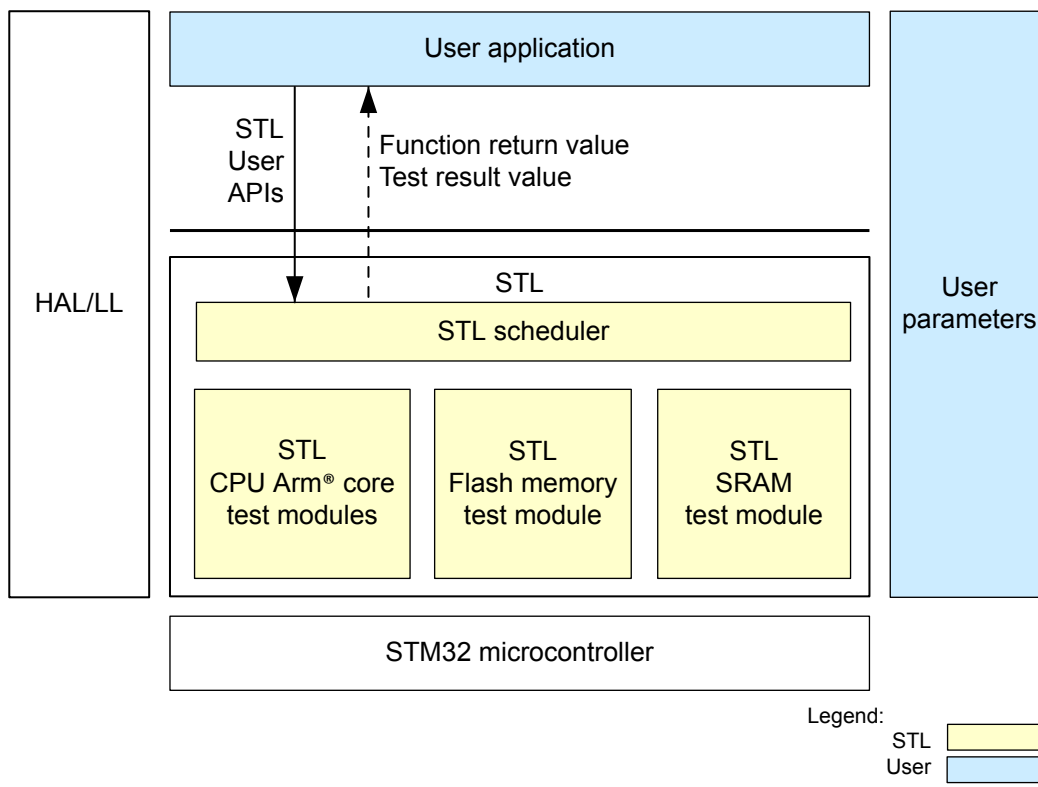 User application
STL
User
APIs
Function return value
Test result value
HAL/LL
STL
STL scheduler
STL
CPU Arm® core
test modules
STL
Flash memory
test module
STL
SRAM
test module
User
parameters
STM32 microcontroller
Legend:
STL
User